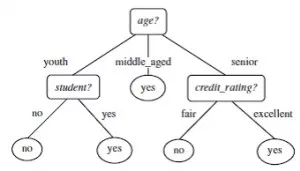 age?
youth middle_aged senior
student? yes credit_rating?
no yes fair excellent
no yes no yes